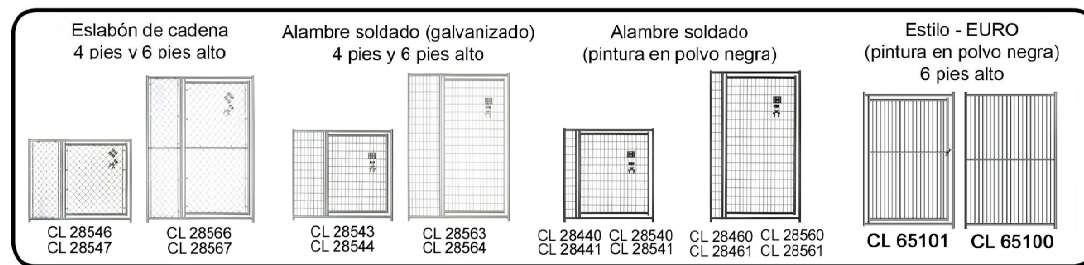 Eslabón de cadena
4 pies y 6 pies alto
CL 28546
CL 28547
CL 28566
CL 28567
Alambre soldado (galvanizado)
4 pies y 6 pies alto
CL 28543
CL 28544
CL 28563
CL 28564
Alambre soldado
(pintura en polvo negra)
CL 28440 CL 28540
CL 28441 CL 28541
CL 28460 CL 28560
CL 28461 CL 28561
Estilo - EURO
(pintura en polvo negra)
6 pies alto
CL 65101
CL 65100